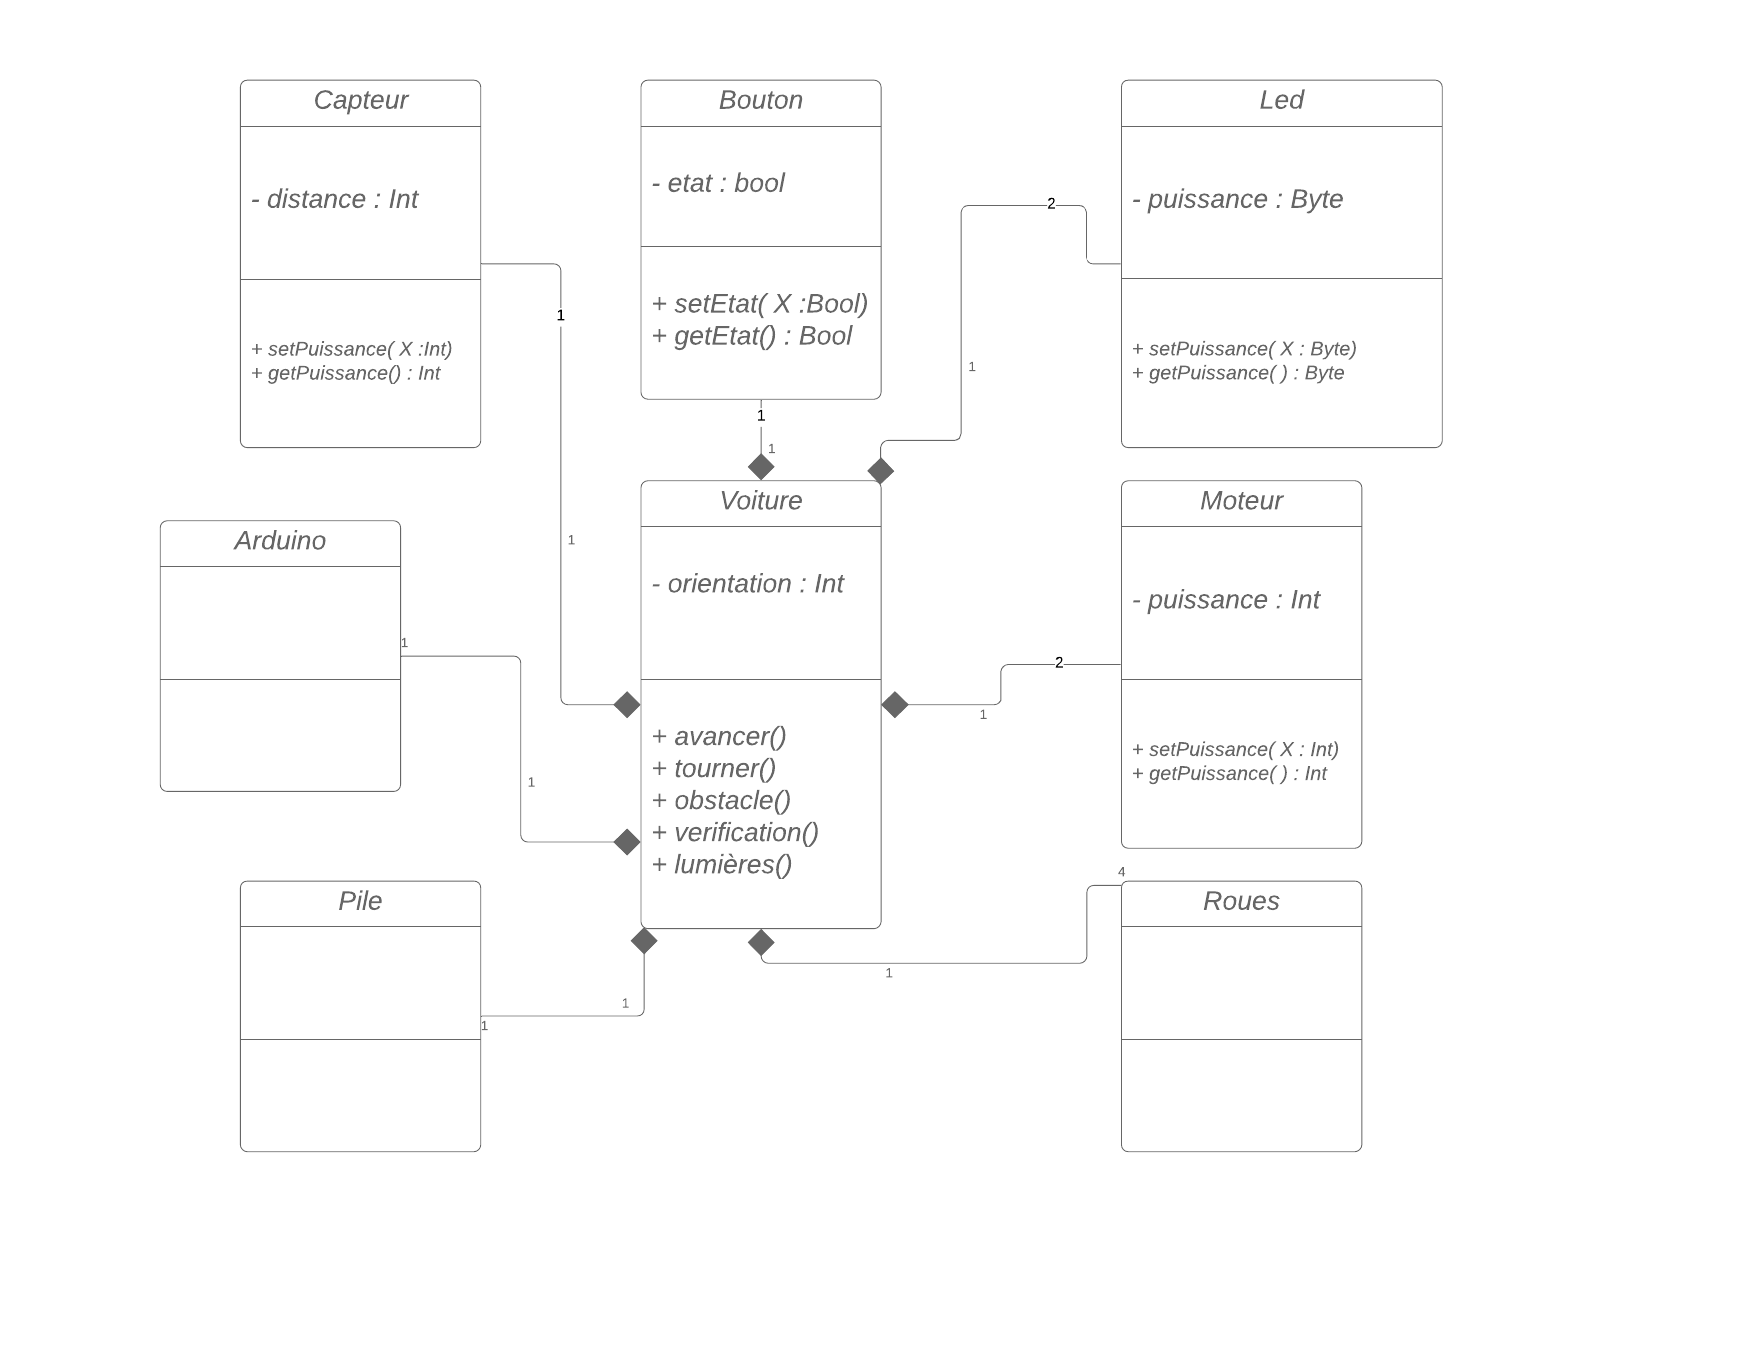 Capteur
- distance : Int
+ setPuissance( X :Int)
+ getPuissance() : Int
Bouton
- etat : bool
+ setEtat( X :Bool)
+ getEtat() : Bool
Led
- puissance : Byte
+ setPuissance( X : Byte)
+ getPuissance( ) : Byte
2
1
1
1
1
1
Arduino
1
1
Voiture
- orientation : Int
+ avancer()
+ tourner()
+ obstacle()
+ verification()
+ lumières()
Moteur
- puissance : Int
+ setPuissance( X : Int)
+ getPuissance( ) : Int
2
1
Pile
1
1
Roues
4
1